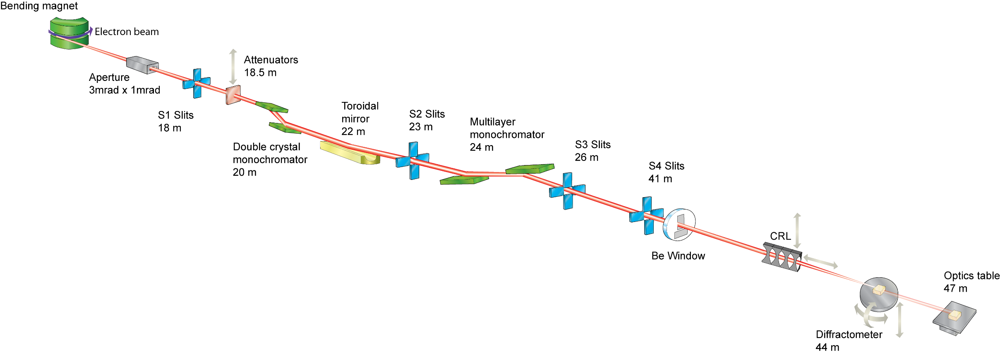 Bending magnet
Electron beam
Aperture
3mrad x 1mrad
S1 Slits
18 m
Attenuators
18.5 m
Double crystal
monochromator
20 m
Toroidal
mirror
22 m
S2 Slits
23 m
Multilayer
monochromator
24 m
S3 Slits
26 m
S4 Slits
41 m
Be Window
CRL
Diffractometer
44 m
Optics table
47 m